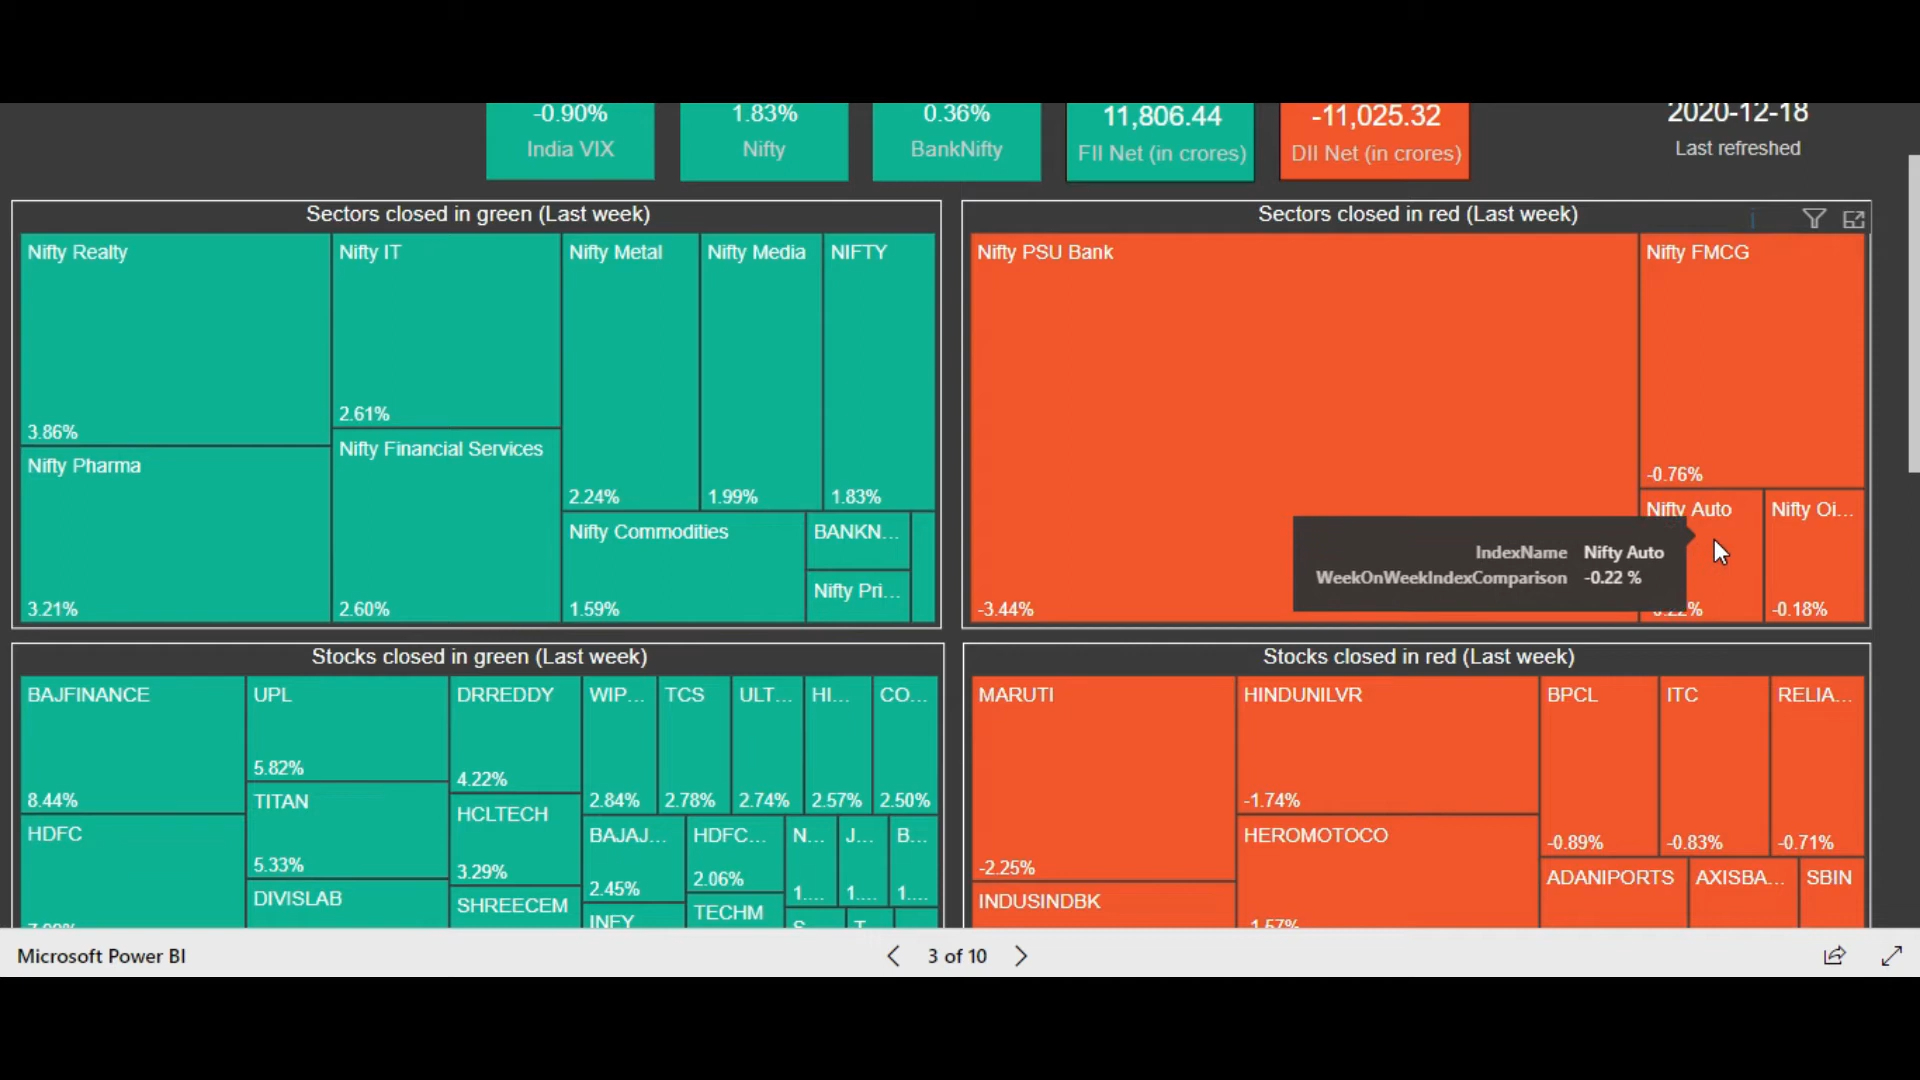 -0.90%
India VIX
1.83%
Nifty
0.36%
BankNifty
11,806.44
FII Net (in crores)
-11,025.32
DII Net (in crores)
2020-12-18
Last refreshed
Sectors closed in green (Last week)
Nifty Realty
3.86%
Nifty Pharma
3.21%
Nifty IT
2.61%
Nifty Financial Services
2.60%
Nifty Metal
2.24%
Nifty Media
1.99%
NIFTY
1.83%
Nifty Commodities
1.59%
BANKN...
Nifty Pri...
Sectors closed in red (Last week)
Nifty PSU Bank
-3.44%
Nifty FMCG
-0.76%
Nifty Auto
Nifty Oi...
-0.18%
IndexName Nifty Auto
WeekOnWeekIndexComparison -0.22 %
Stocks closed in green (Last week)
BAJFINANCE
8.44%
HDFC
UPL
5.82%
TITAN
5.33%
DIVISLAB
DRREDDY
4.22%
HCLTECH
3.29%
SHREECEM
WIP...
2.84%
TCS
2.78%
ULT...
2.74%
HI...
2.57%
CO...
2.50%
BAJAJ...
2.45%
INFY
HDFC...
2.06%
TECHM
N...
1....
J...
1....
B...
1....
Stocks closed in red (Last week)
MARUTI
-2.25%
INDUSINDBK
HINDUNILVR
-1.74%
HEROMOTOCO
BPCL
-0.89%
ITC
-0.83%
RELIA...
-0.71%
ADANIPORTS
AXISBA...
SBIN
Microsoft Power BI
3 of 10